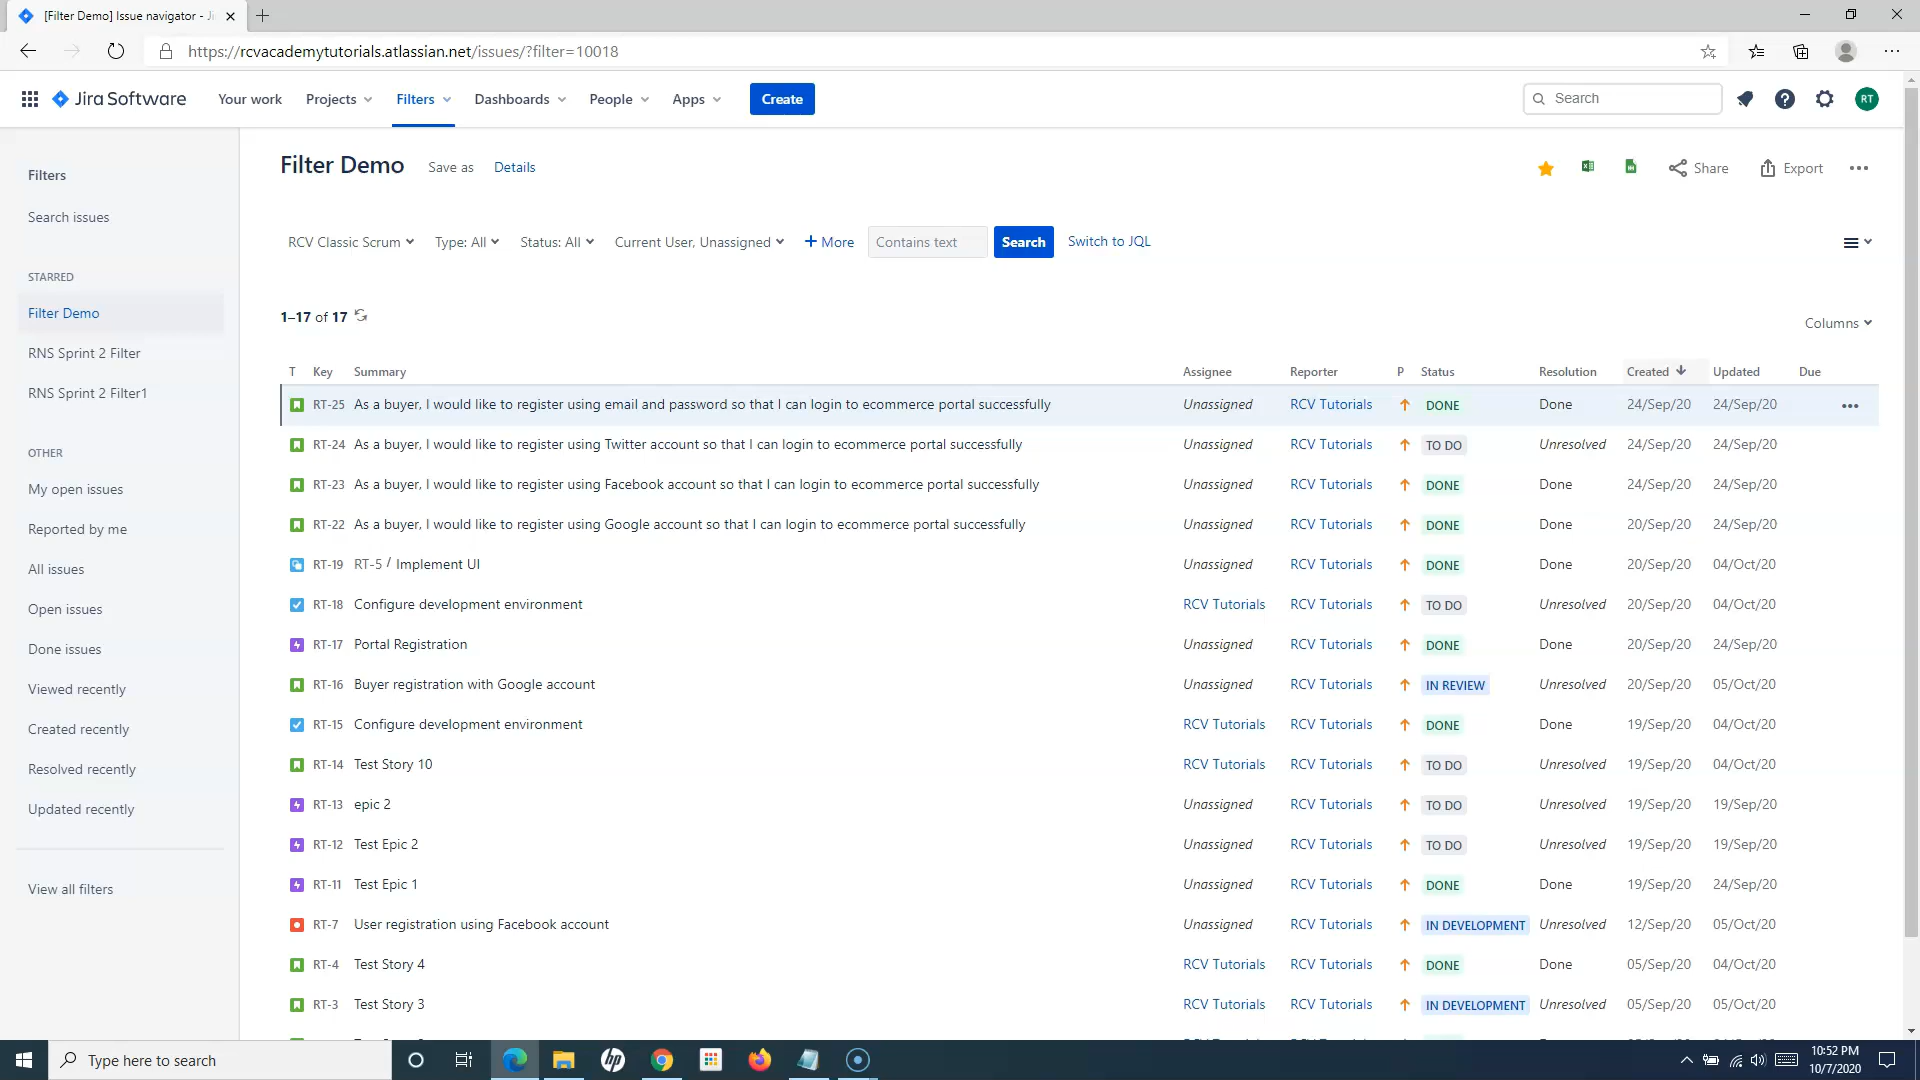 [Filter Demo] Issue navigator - Ji
https://rcvacademytutorials.atlassian.net/issues/?filter=10018
Jira Software Your work Projects Filters Dashboards People Apps Create Search RT
Filters
Search issues
STARRED
Filter Demo
RNS Sprint 2 Filter
RNS Sprint 2 Filter1
OTHER
My open issues
Reported by me
All issues
Open issues
Done issues
Viewed recently
Created recently
Resolved recently
Updated recently
View all filters
Filter Demo Save as Details Share Export
RCV Classic Scrum Type: All Status: All Current User, Unassigned + More Contains text Search Switch to JQL
1–17 of 17
Columns
T Key Summary Assignee Reporter P Status Resolution Created Updated Due
RT-25 As a buyer, I would like to register using email and password so that I can login to ecommerce portal successfully Unassigned RCV Tutorials DONE Done 24/Sep/20 24/Sep/20
RT-24 As a buyer, I would like to register using Twitter account so that I can login to ecommerce portal successfully Unassigned RCV Tutorials TO DO Unresolved 24/Sep/20 24/Sep/20
RT-23 As a buyer, I would like to register using Facebook account so that I can login to ecommerce portal successfully Unassigned RCV Tutorials DONE Done 24/Sep/20 24/Sep/20
RT-22 As a buyer, I would like to register using Google account so that I can login to ecommerce portal successfully Unassigned RCV Tutorials DONE Done 20/Sep/20 24/Sep/20
RT-19 RT-5 / Implement UI Unassigned RCV Tutorials DONE Done 20/Sep/20 04/Oct/20
RT-18 Configure development environment RCV Tutorials RCV Tutorials TO DO Unresolved 20/Sep/20 04/Oct/20
RT-17 Portal Registration Unassigned RCV Tutorials DONE Done 20/Sep/20 24/Sep/20
RT-16 Buyer registration with Google account Unassigned RCV Tutorials IN REVIEW Unresolved 20/Sep/20 05/Oct/20
RT-15 Configure development environment RCV Tutorials RCV Tutorials DONE Done 19/Sep/20 04/Oct/20
RT-14 Test Story 10 RCV Tutorials RCV Tutorials TO DO Unresolved 19/Sep/20 04/Oct/20
RT-13 epic 2 Unassigned RCV Tutorials TO DO Unresolved 19/Sep/20 19/Sep/20
RT-12 Test Epic 2 Unassigned RCV Tutorials TO DO Unresolved 19/Sep/20 19/Sep/20
RT-11 Test Epic 1 Unassigned RCV Tutorials DONE Done 19/Sep/20 24/Sep/20
RT-7 User registration using Facebook account Unassigned RCV Tutorials IN DEVELOPMENT Unresolved 12/Sep/20 05/Oct/20
RT-4 Test Story 4 RCV Tutorials RCV Tutorials DONE Done 05/Sep/20 04/Oct/20
RT-3 Test Story 3 RCV Tutorials RCV Tutorials IN DEVELOPMENT Unresolved 05/Sep/20 05/Oct/20
Type here to search
hp
10:52 PM
10/7/2020